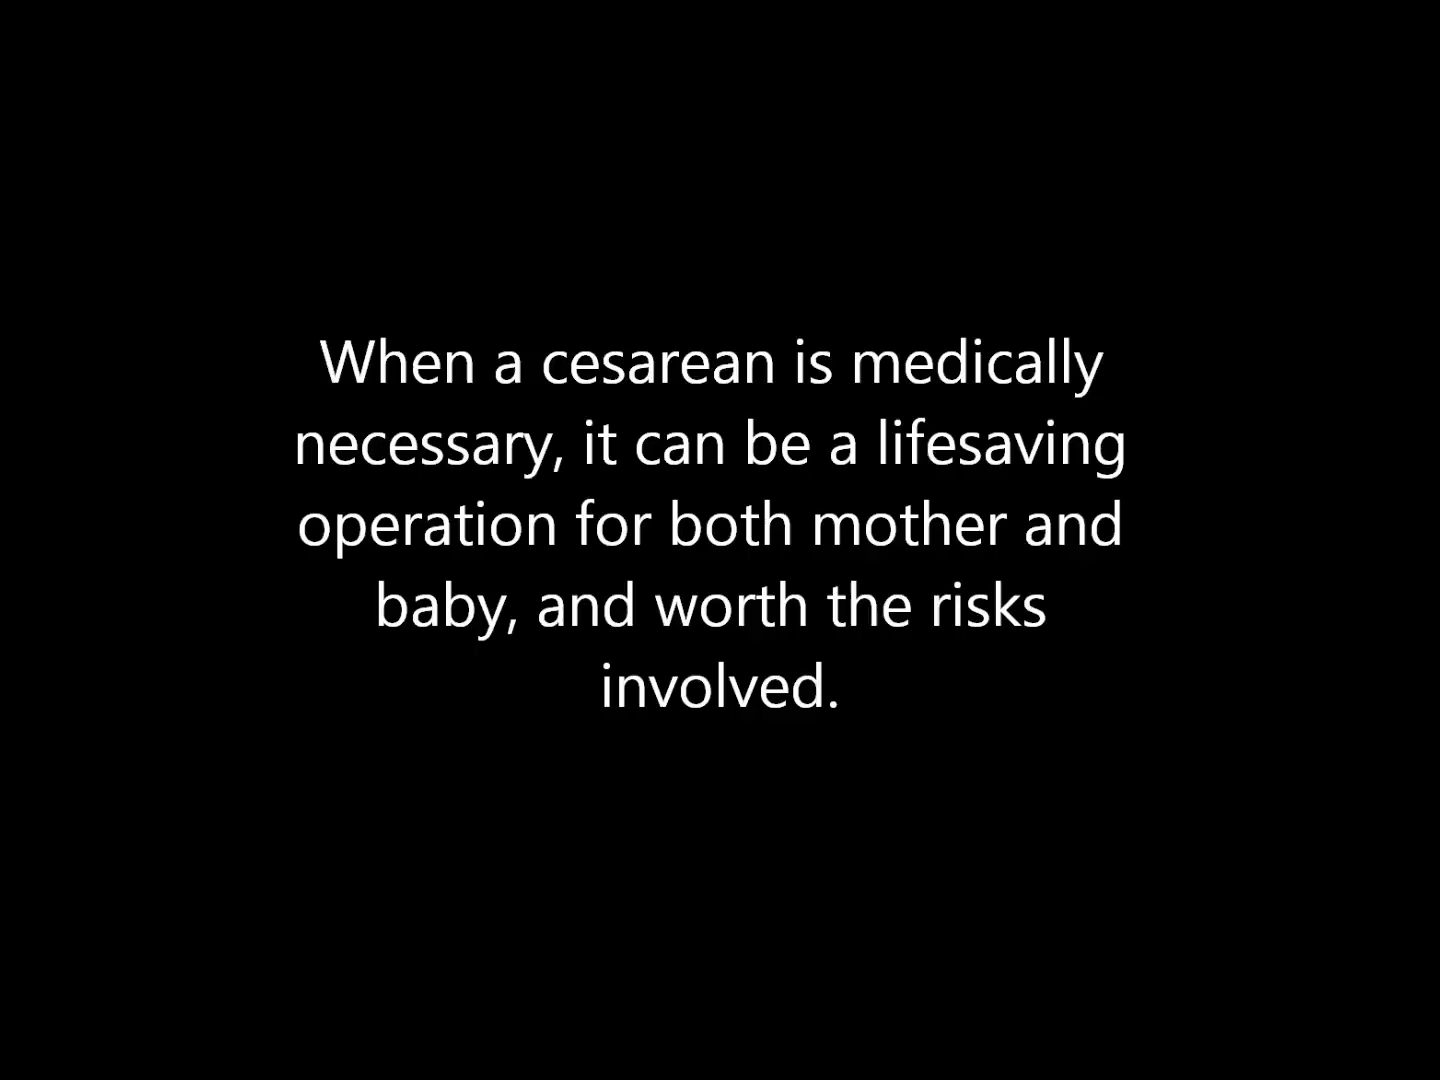 When a cesarean is medically
necessary, it can be a lifesaving
operation for both mother and
baby, and worth the risks
involved.